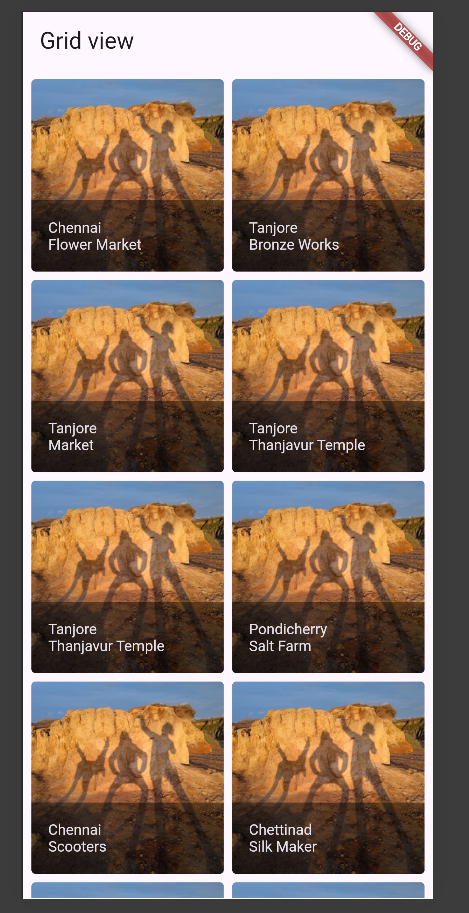 Grid view
DEBUG
Chennai
Flower Market
Tanjore
Bronze Works
Tanjore
Market
Tanjore
Thanjavur Temple
Tanjore
Thanjavur Temple
Pondicherry
Salt Farm
Chennai
Scooters
Chettinad
Silk Maker